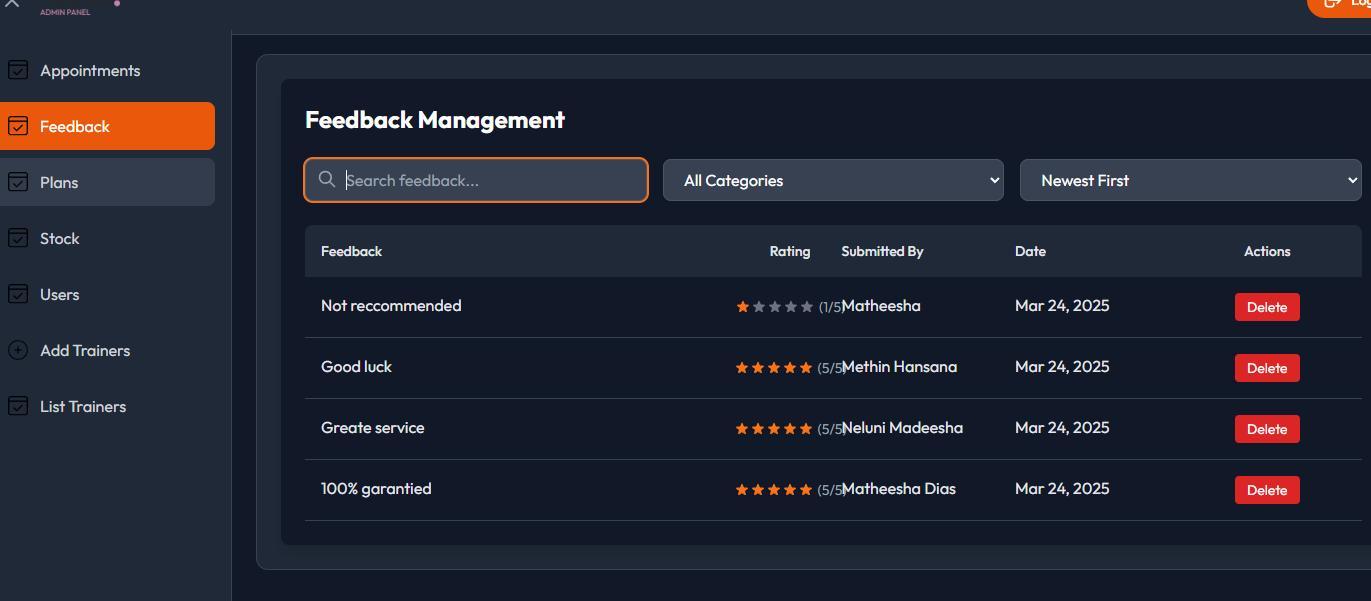 ADMIN PANEL
Log
Appointments
Feedback
Plans
Stock
Users
Add Trainers
List Trainers
Feedback Management
Search feedback... All Categories Newest First
Feedback Rating Submitted By Date Actions
Not reccommended (1/5) Matheesha Mar 24, 2025 Delete
Good luck (5/5) Methin Hansana Mar 24, 2025 Delete
Greate service (5/5) Neluni Madeesha Mar 24, 2025 Delete
100% garantied (5/5) Matheesha Dias Mar 24, 2025 Delete